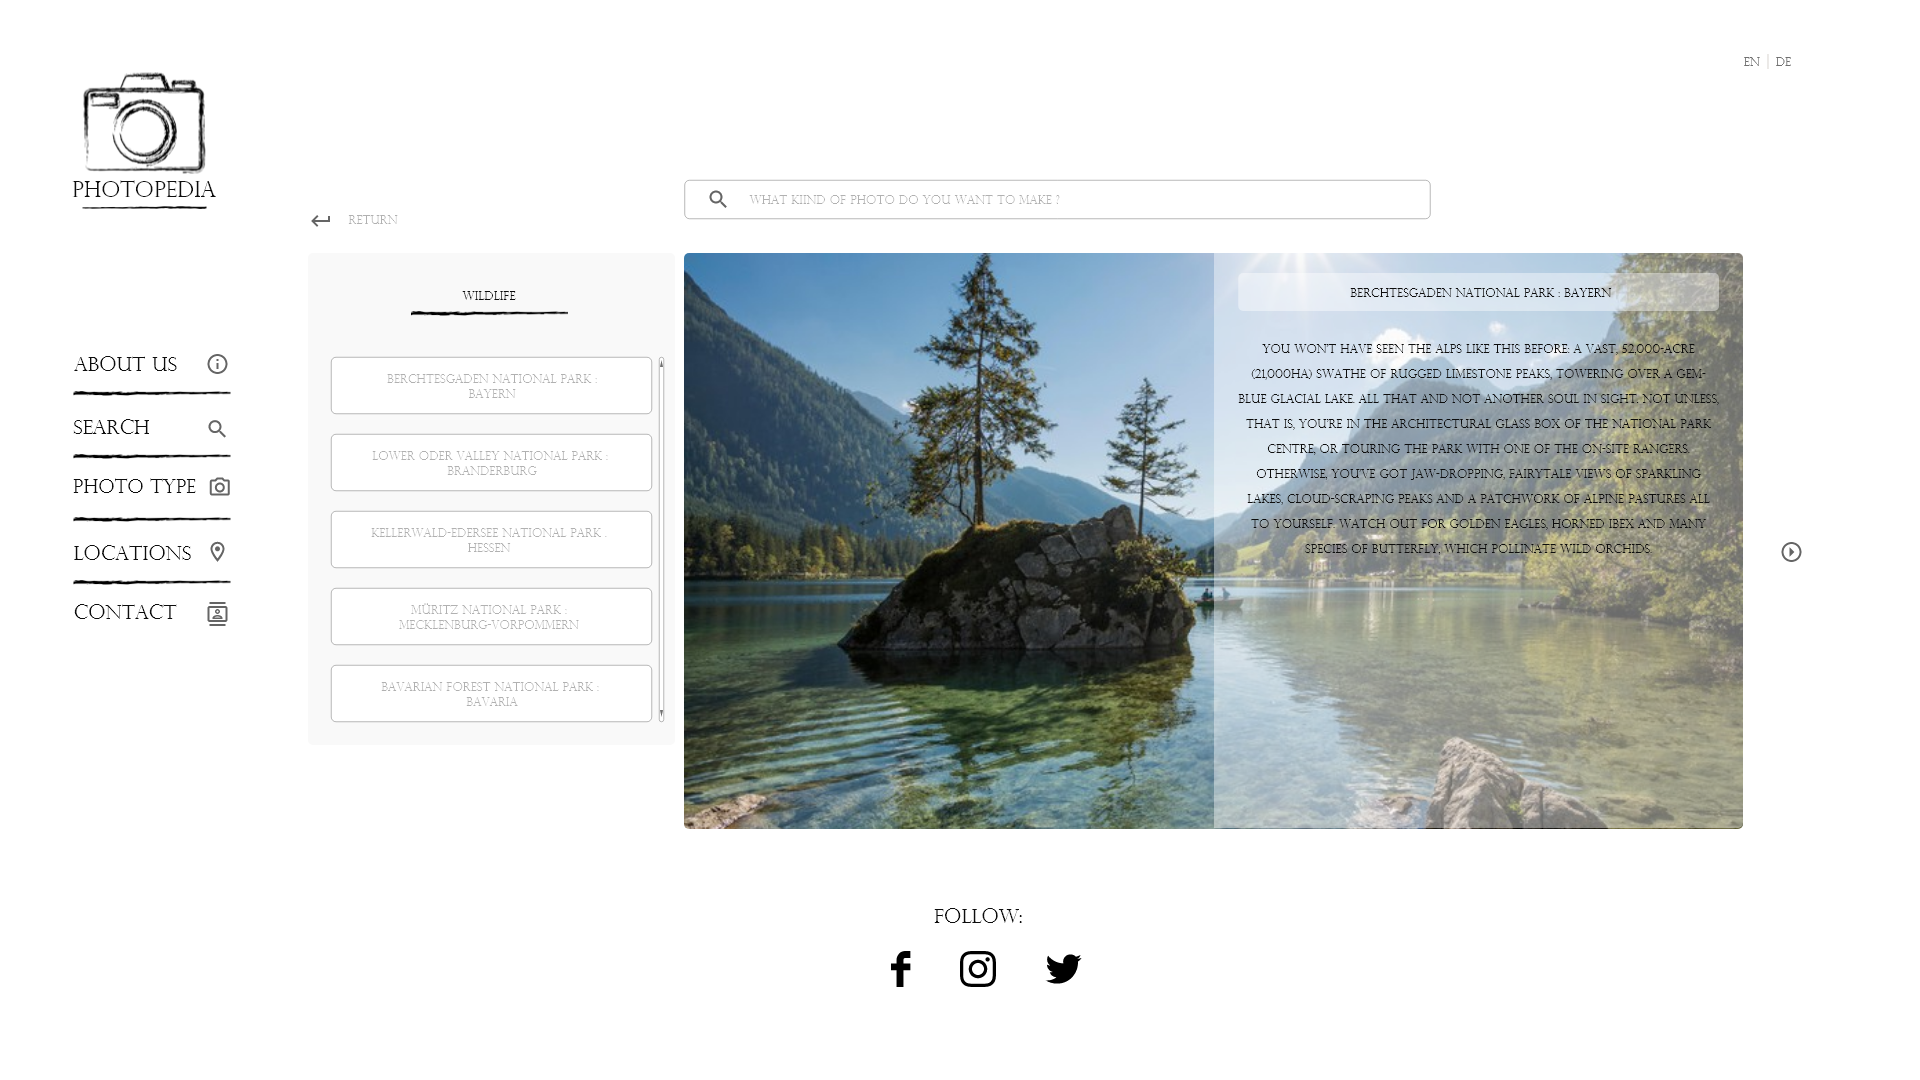 EN | DE
PHOTOPEDIA
WHAT KIIND OF PHOTO DO YOU WANT TO MAKE ?
RETURN
ABOUT US
SEARCH
PHOTO TYPE
LOCATIONS
CONTACT
WILDLIFE
BERCHTESGADEN NATIONAL PARK :
BAYERN
LOWER ODER VALLEY NATIONAL PARK :
BRANDERBURG
KELLERWALD-EDERSEE NATIONAL PARK .
HESSEN
MÜRITZ NATIONAL PARK :
MECKLENBURG-VORPOMMERN
BAVARIAN FOREST NATIONAL PARK :
BAVARIA
BERCHTESGADEN NATIONAL PARK : BAYERN
YOU WON'T HAVE SEEN THE ALPS LIKE THIS BEFORE: A VAST, 52,000-ACRE
(21,000HA) SWATHE OF RUGGED LIMESTONE PEAKS, TOWERING OVER A GEM-
BLUE GLACIAL LAKE. ALL THAT AND NOT ANOTHER SOUL IN SIGHT. NOT UNLESS,
THAT IS, YOU'RE IN THE ARCHITECTURAL GLASS BOX OF THE NATIONAL PARK
CENTRE, OR TOURING THE PARK WITH ONE OF THE ON-SITE RANGERS.
OTHERWISE, YOU'VE GOT JAW-DROPPING, FAIRYTALE VIEWS OF SPARKLING
LAKES, CLOUD-SCRAPING PEAKS AND A PATCHWORK OF ALPINE PASTURES ALL
TO YOURSELF. WATCH OUT FOR GOLDEN EAGLES, HORNED IBEX AND MANY
SPECIES OF BUTTERFLY, WHICH POLLINATE WILD ORCHIDS.
FOLLOW: